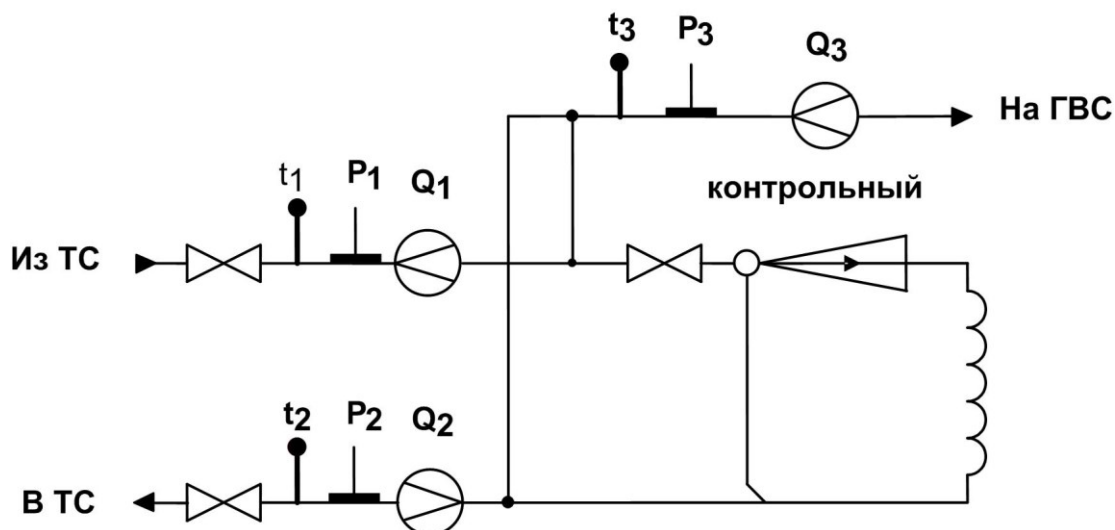 t3 P3 Q3
На ГВС
контрольный
t1 P1 Q1
Из ТС
t2 P2 Q2
В ТС